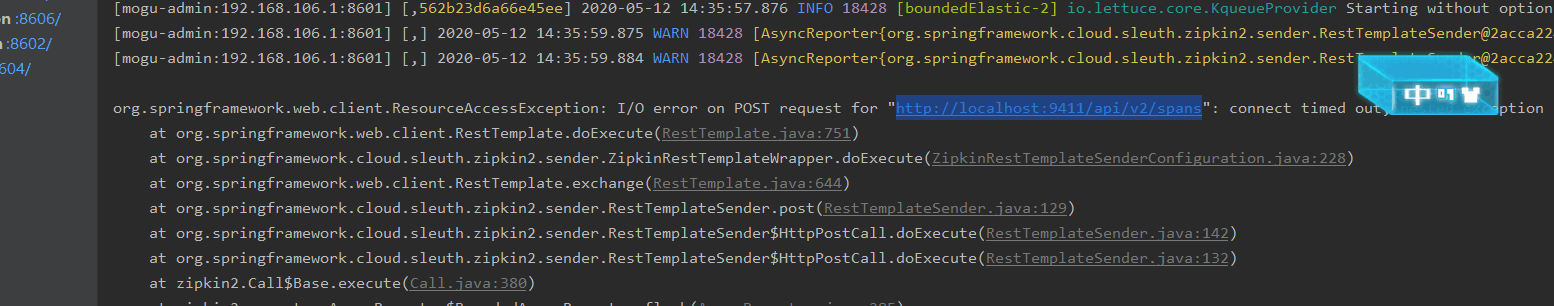 [mogu-admin:192.168.106.1:8601] [,562b23d6a66e45ee] 2020-05-12 14:35:57.876 INFO 18428 [boundedElastic-2] io.lettuce.core.KqueueProvider Starting without option
on :8606/
[mogu-admin:192.168.106.1:8601] [,] 2020-05-12 14:35:59.875 WARN 18428 [AsyncReporter{org.springframework.cloud.sleuth.zipkin2.sender.RestTemplateSender@2acca22
:8602/
[mogu-admin:192.168.106.1:8601] [,] 2020-05-12 14:35:59.884 WARN 18428 [AsyncReporter{org.springframework.cloud.sleuth.zipkin2.sender.RestT
604/
中
org.springframework.web.client.ResourceAccessException: I/O error on POST request for "http://localhost:9411/api/v2/spans": connect timed out
at org.springframework.web.client.RestTemplate.doExecute(RestTemplate.java:751)
at org.springframework.cloud.sleuth.zipkin2.sender.ZipkinRestTemplateWrapper.doExecute(ZipkinRestTemplateSenderConfiguration.java:228)
at org.springframework.web.client.RestTemplate.exchange(RestTemplate.java:644)
at org.springframework.cloud.sleuth.zipkin2.sender.RestTemplateSender.post(RestTemplateSender.java:129)
at org.springframework.cloud.sleuth.zipkin2.sender.RestTemplateSender$HttpPostCall.doExecute(RestTemplateSender.java:142)
at org.springframework.cloud.sleuth.zipkin2.sender.RestTemplateSender$HttpPostCall.doExecute(RestTemplateSender.java:132)
at zipkin2.Call$Base.execute(Call.java:380)